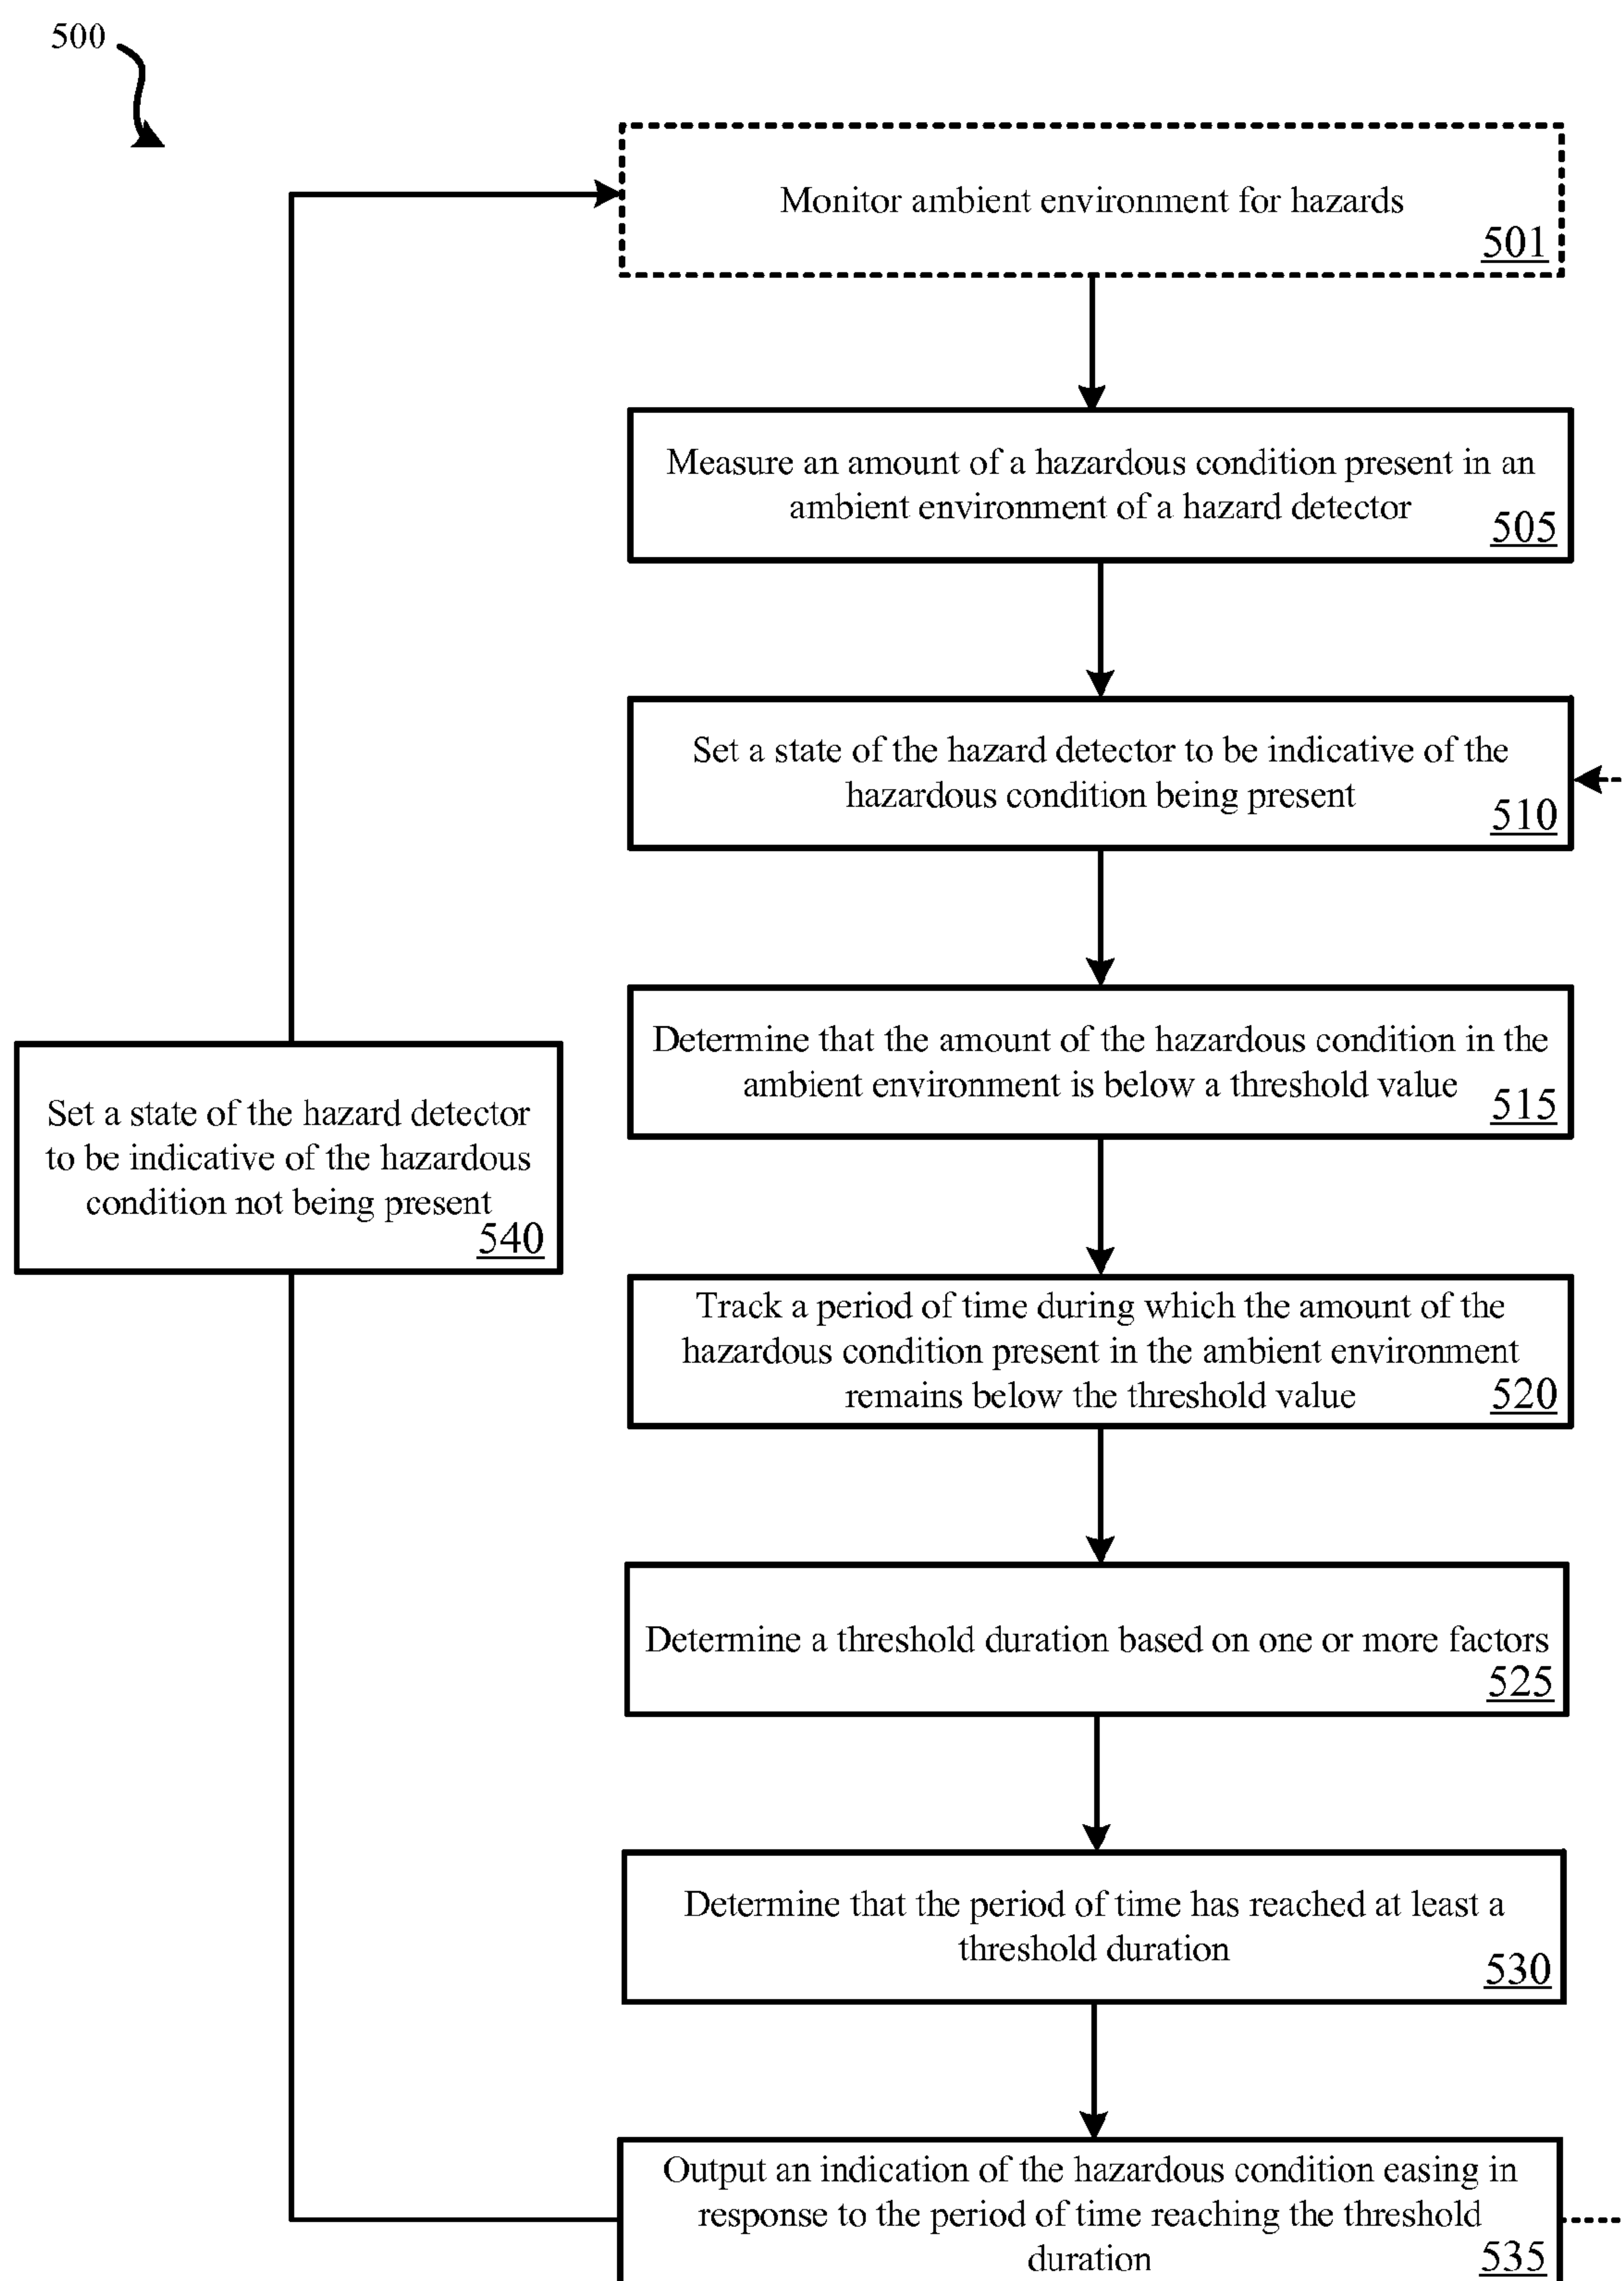 500
Monitor ambient environment for hazards
501
Measure an amount of a hazardous condition present in an
ambient environment of a hazard detector
505
Set a state of the hazard detector to be indicative of the
hazardous condition being present
510
Determine that the amount of the hazardous condition in the
ambient environment is below a threshold value
515
Set a state of the hazard detector
to be indicative of the hazardous
condition not being present
540
Track a period of time during which the amount of the
hazardous condition present in the ambient environment
remains below the threshold value
520
Determine a threshold duration based on one or more factors
525
Determine that the period of time has reached at least a
threshold duration
530
Output an indication of the hazardous condition easing in
response to the period of time reaching the threshold
duration
535